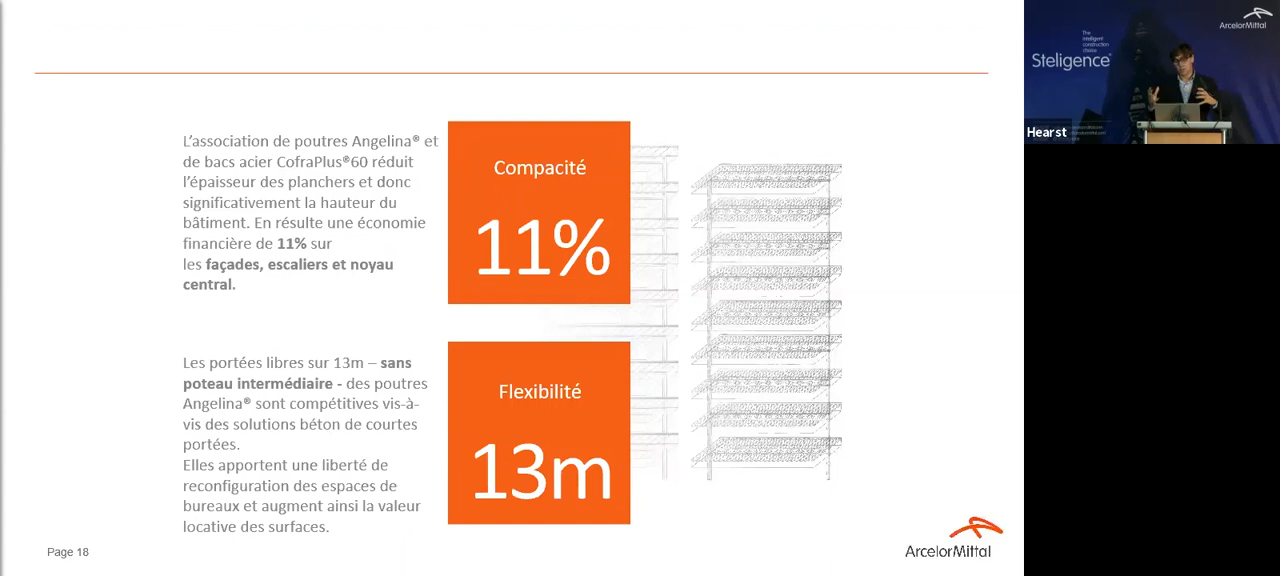 L'association de poutres Angelina® et
de bacs acier CofraPlus®60 réduit
l'épaisseur des planchers et donc
significativement la hauteur du
bâtiment. En résulte une économie
financière de 11% sur
les façades, escaliers et noyau
central.
Compacité
11%
Les portées libres sur 13m – sans
poteau intermédiaire - des poutres
Angelina® sont compétitives vis-à-
vis des solutions béton de courtes
portées.
Elles apportent une liberté de
reconfiguration des espaces de
bureaux et augment ainsi la valeur
locative des surfaces.
Flexibilité
13m
Page 18
ArcelorMittal
ArcelorMittal
The
intelligent
construction
choice
Steligence®
Hearst